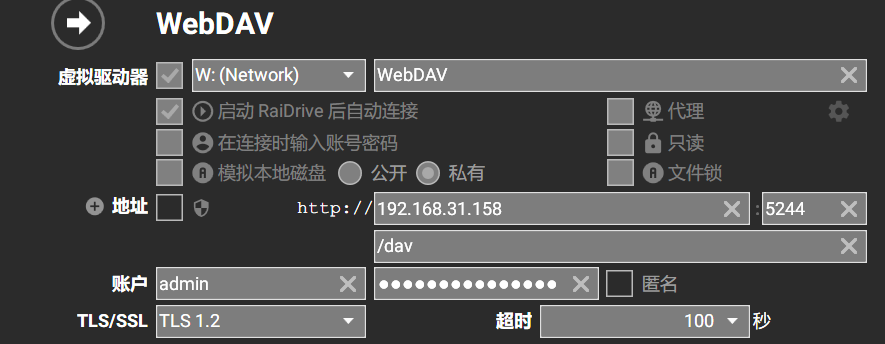 WebDAV
虚拟驱动器 W: (Network) WebDAV
启动 RaiDrive 后自动连接 代理
在连接时输入账号密码 只读
模拟本地磁盘 公开 私有 文件锁
地址 http:// 192.168.31.158 : 5244
/dav
账户 admin ●●●●●●●●●●●●●●● 匿名
TLS/SSL TLS 1.2 超时 100 秒